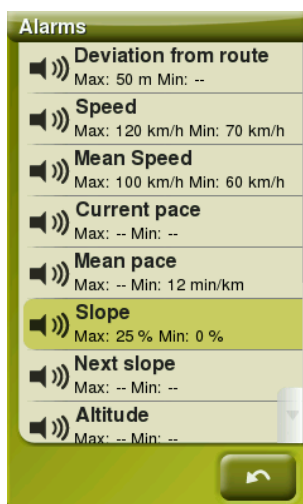 Alarms
Deviation from route
Max: 50 m Min: --
Speed
Max: 120 km/h Min: 70 km/h
Mean Speed
Max: 100 km/h Min: 60 km/h
Current pace
Max: -- Min: --
Mean pace
Max: -- Min: 12 min/km
Slope
Max: 25 % Min: 0 %
Next slope
Max: -- Min: --
Altitude
Max: -- Min: --